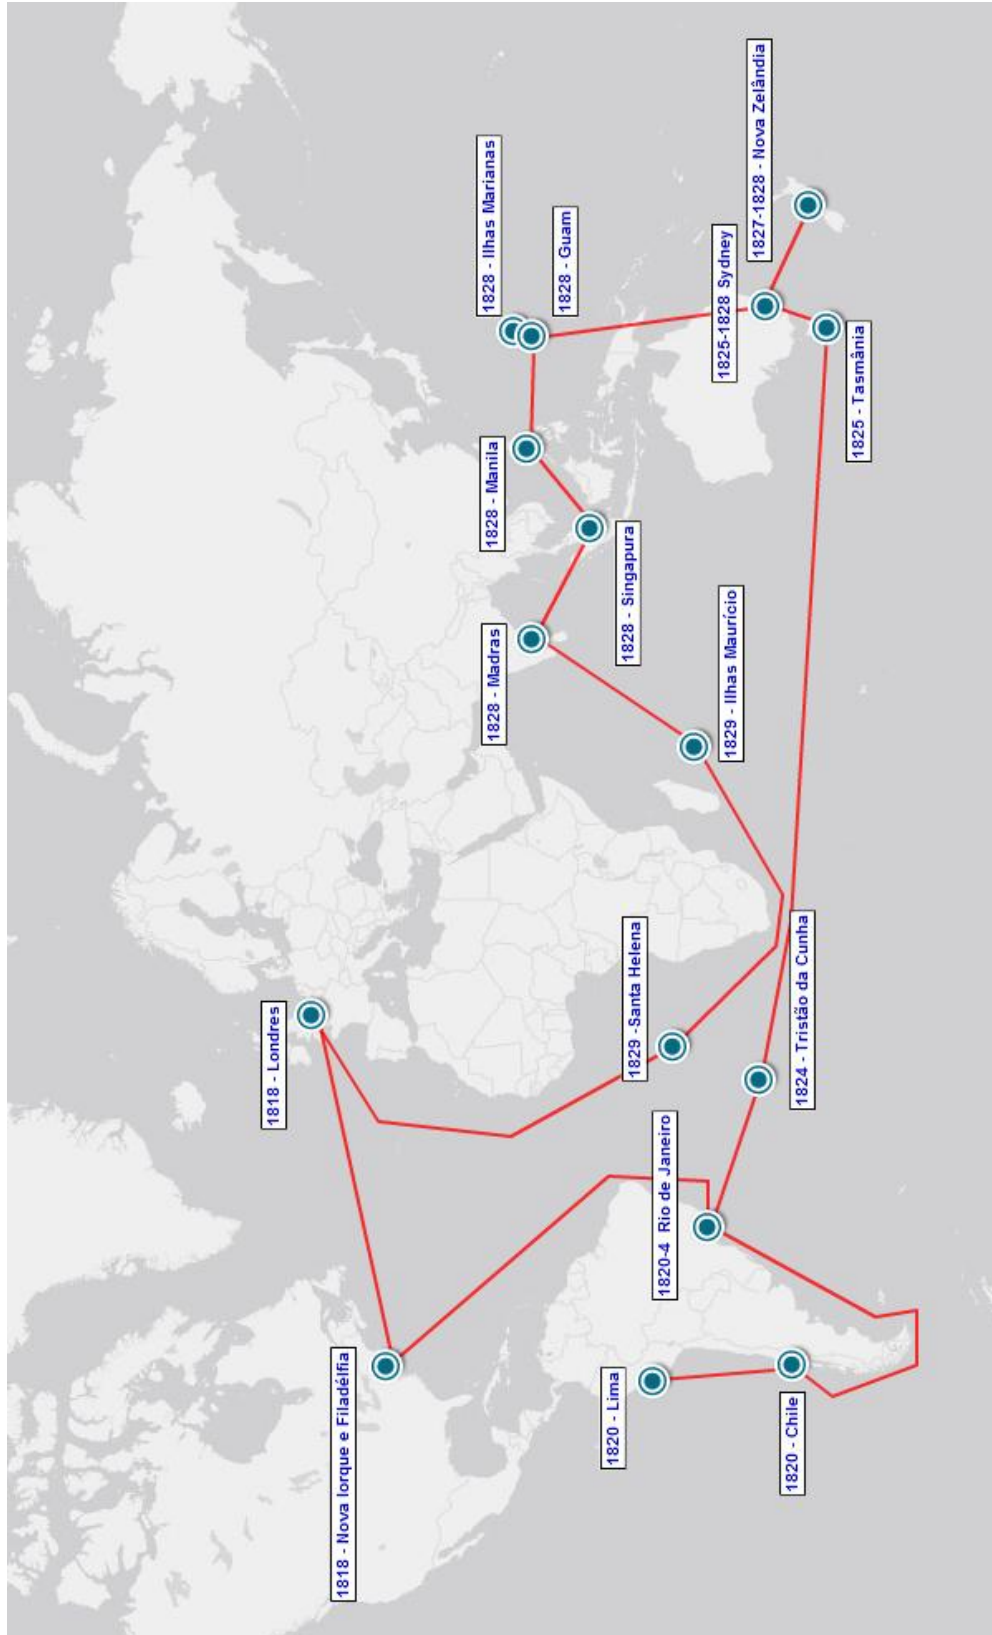 1818 - Nova Iorque e Filadélfia
1818 - Londres
1820 - Lima
1820 - Chile
1820-4 Rio de Janeiro
1824 - Tristão da Cunha
1829 -Santa Helena
1829 - Ilhas Maurício
1828 - Madras
1828 - Singapura
1828 - Manila
1828 - Ilhas Marianas
1828 - Guam
1825-1828 Sydney
1825 - Tasmânia
1827-1828 - Nova Zelândia